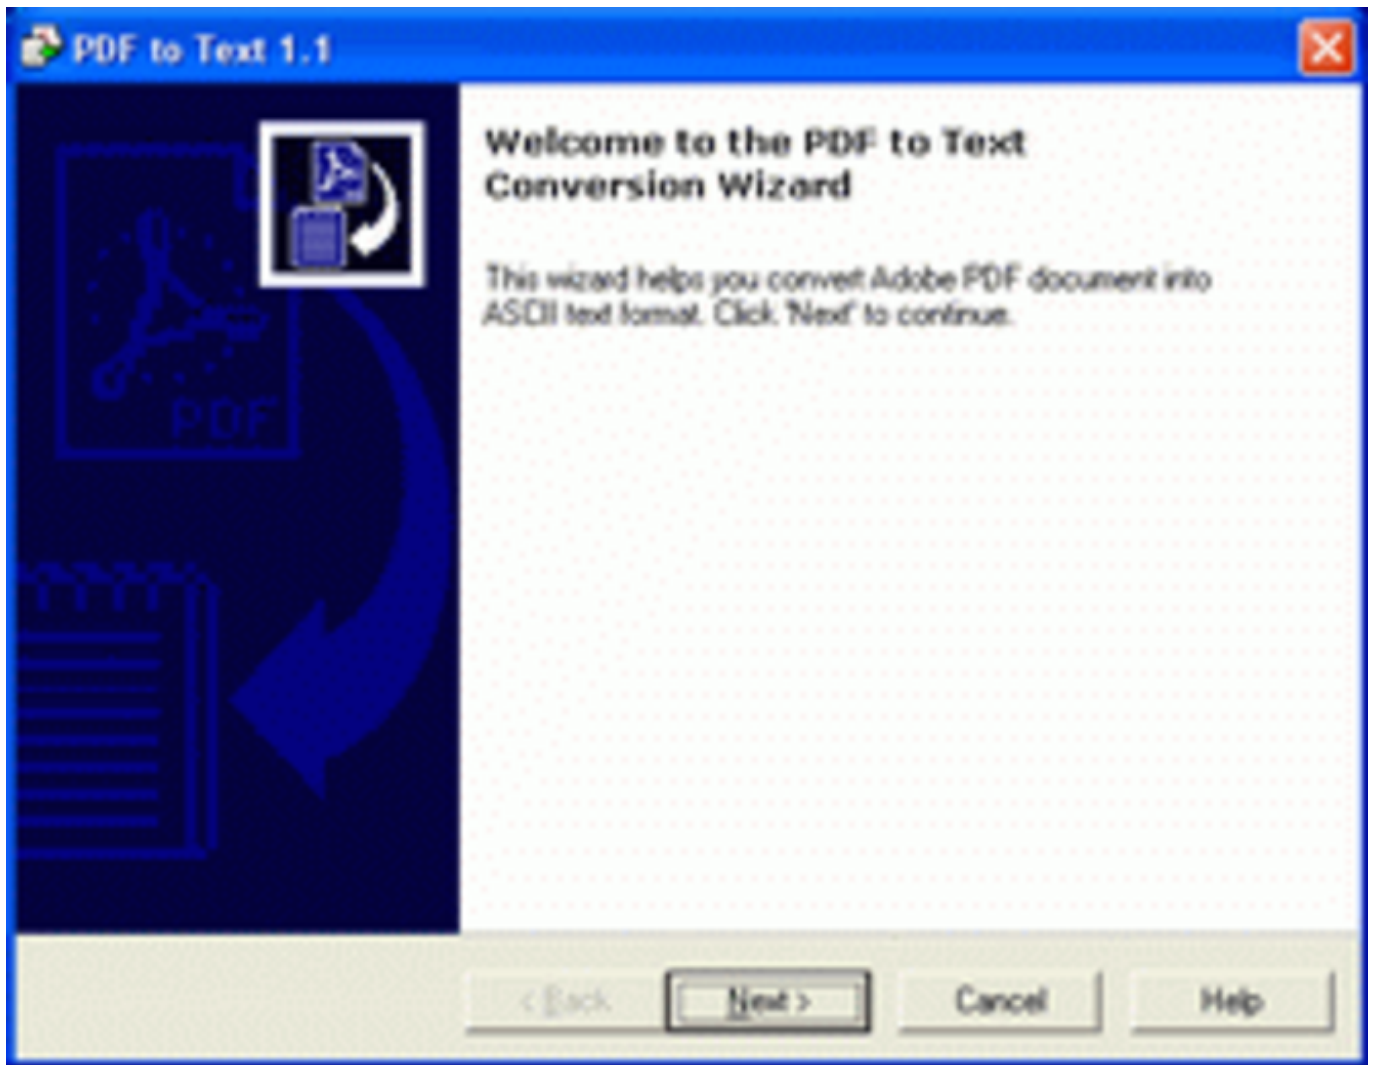 PDF to Text 1.1
Welcome to the PDF to Text
Conversion Wizard
This wizard helps you convert Adobe PDF document into
ASCII text format. Click 'Next' to continue.
PDF
< Back
Next >
Cancel
Help